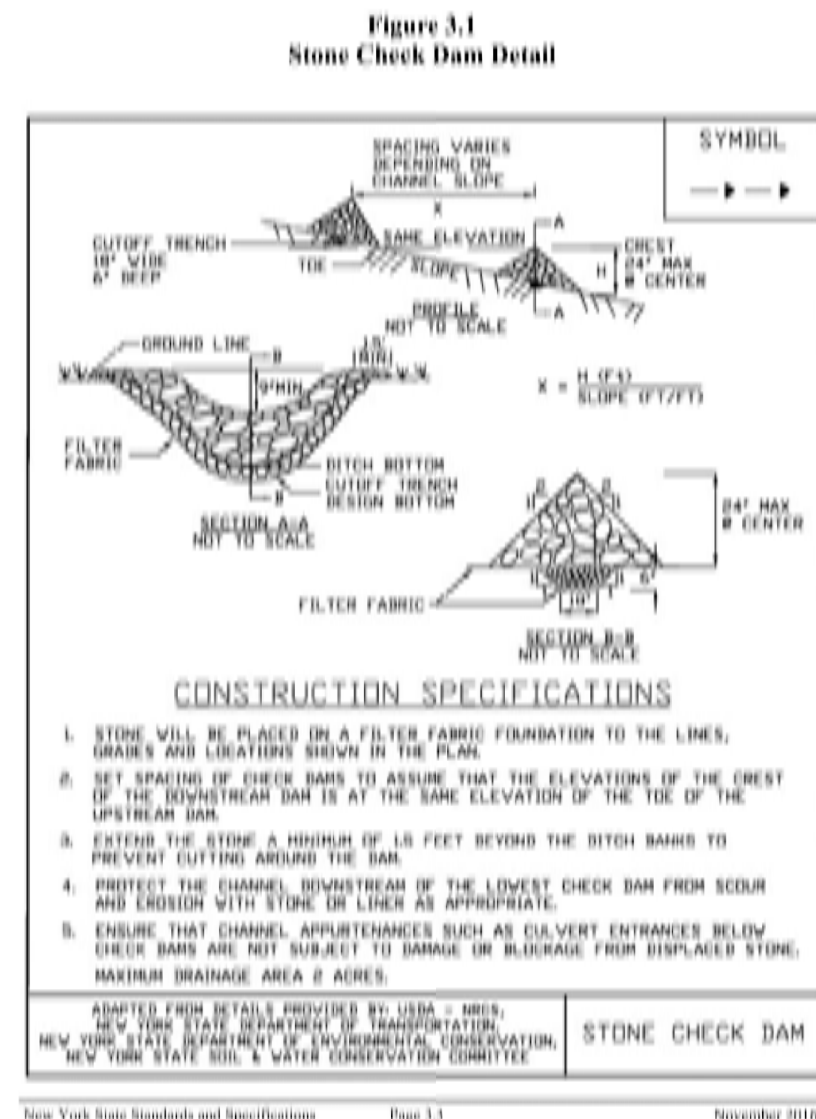 Figure 3.1
Stone Check Dam Detail
SYMBOL
SPACING VARIES
DEPENDING ON
CHANNEL SLOPE
X
A
CUTOFF TRENCH
18" WIDE
6" DEEP
SAME ELEVATION
TOE
SLOPE
H
CREST
24" MAX
@ CENTER
A
PROFILE
NOT TO SCALE
GROUND LINE
B
1.5'
(MIN)
9"MIN
X = H (Ft)
SLOPE (FT/FT)
FILTER
FABRIC
DITCH BOTTOM
CUTOFF TRENCH
DESIGN BOTTOM
B
SECTION A-A
NOT TO SCALE
2
2
1
1
24" MAX
@ CENTER
6"
18"
FILTER FABRIC
SECTION B-B
NOT TO SCALE
CONSTRUCTION SPECIFICATIONS
1. STONE WILL BE PLACED ON A FILTER FABRIC FOUNDATION TO THE LINES,
GRADES AND LOCATIONS SHOWN IN THE PLAN.
2. SET SPACING OF CHECK DAMS TO ASSUME THAT THE ELEVATIONS OF THE CREST
OF THE DOWNSTREAM DAM IS AT THE SAME ELEVATION OF THE TOE OF THE
UPSTREAM DAM.
3. EXTEND THE STONE A MINIMUM OF 1.5 FEET BEYOND THE DITCH BANKS TO
PREVENT CUTTING AROUND THE DAM.
4. PROTECT THE CHANNEL DOWNSTREAM OF THE LOWEST CHECK DAM FROM SCOUR
AND EROSION WITH STONE OR LINER AS APPROPRIATE.
5. ENSURE THAT CHANNEL APPURTENANCES SUCH AS CULVERT ENTRANCES BELOW
CHECK DAMS ARE NOT SUBJECT TO DAMAGE OR BLOCKAGE FROM DISPLACED STONE.
MAXIMUM DRAINAGE AREA 2 ACRES.
ADAPTED FROM DETAILS PROVIDED BY: USDA - NRCS,
NEW YORK STATE DEPARTMENT OF TRANSPORTATION,
NEW YORK STATE DEPARTMENT OF ENVIRONMENTAL CONSERVATION,
NEW YORK STATE SOIL & WATER CONSERVATION COMMITTEE
STONE CHECK DAM
New York State Standards and Specifications
Page 3.3
November 2016